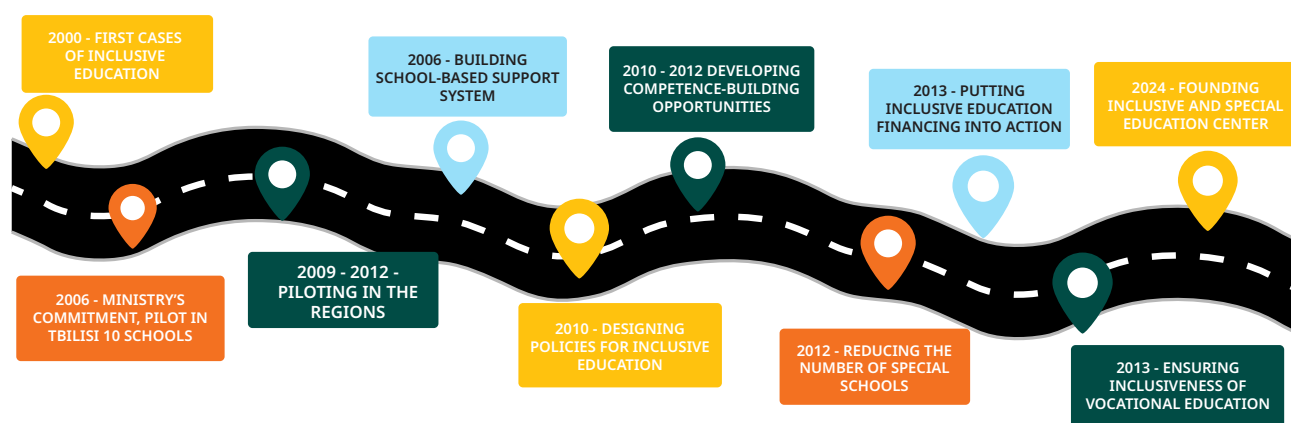 2000 - FIRST CASES
OF INCLUSIVE
EDUCATION
2006 - MINISTRY'S
COMMITMENT, PILOT IN
TBILISI 10 SCHOOLS
2009 - 2012 -
PILOTING IN THE
REGIONS
2006 - BUILDING
SCHOOL-BASED SUPPORT
SYSTEM
2010 - DESIGNING
POLICIES FOR INCLUSIVE
EDUCATION
2010 - 2012 DEVELOPING
COMPETENCE-BUILDING
OPPORTUNITIES
2012 - REDUCING THE
NUMBER OF SPECIAL
SCHOOLS
2013 - PUTTING
INCLUSIVE EDUCATION
FINANCING INTO ACTION
2013 - ENSURING
INCLUSIVENESS OF
VOCATIONAL EDUCATION
2024 - FOUNDING
INCLUSIVE AND SPECIAL
EDUCATION CENTER